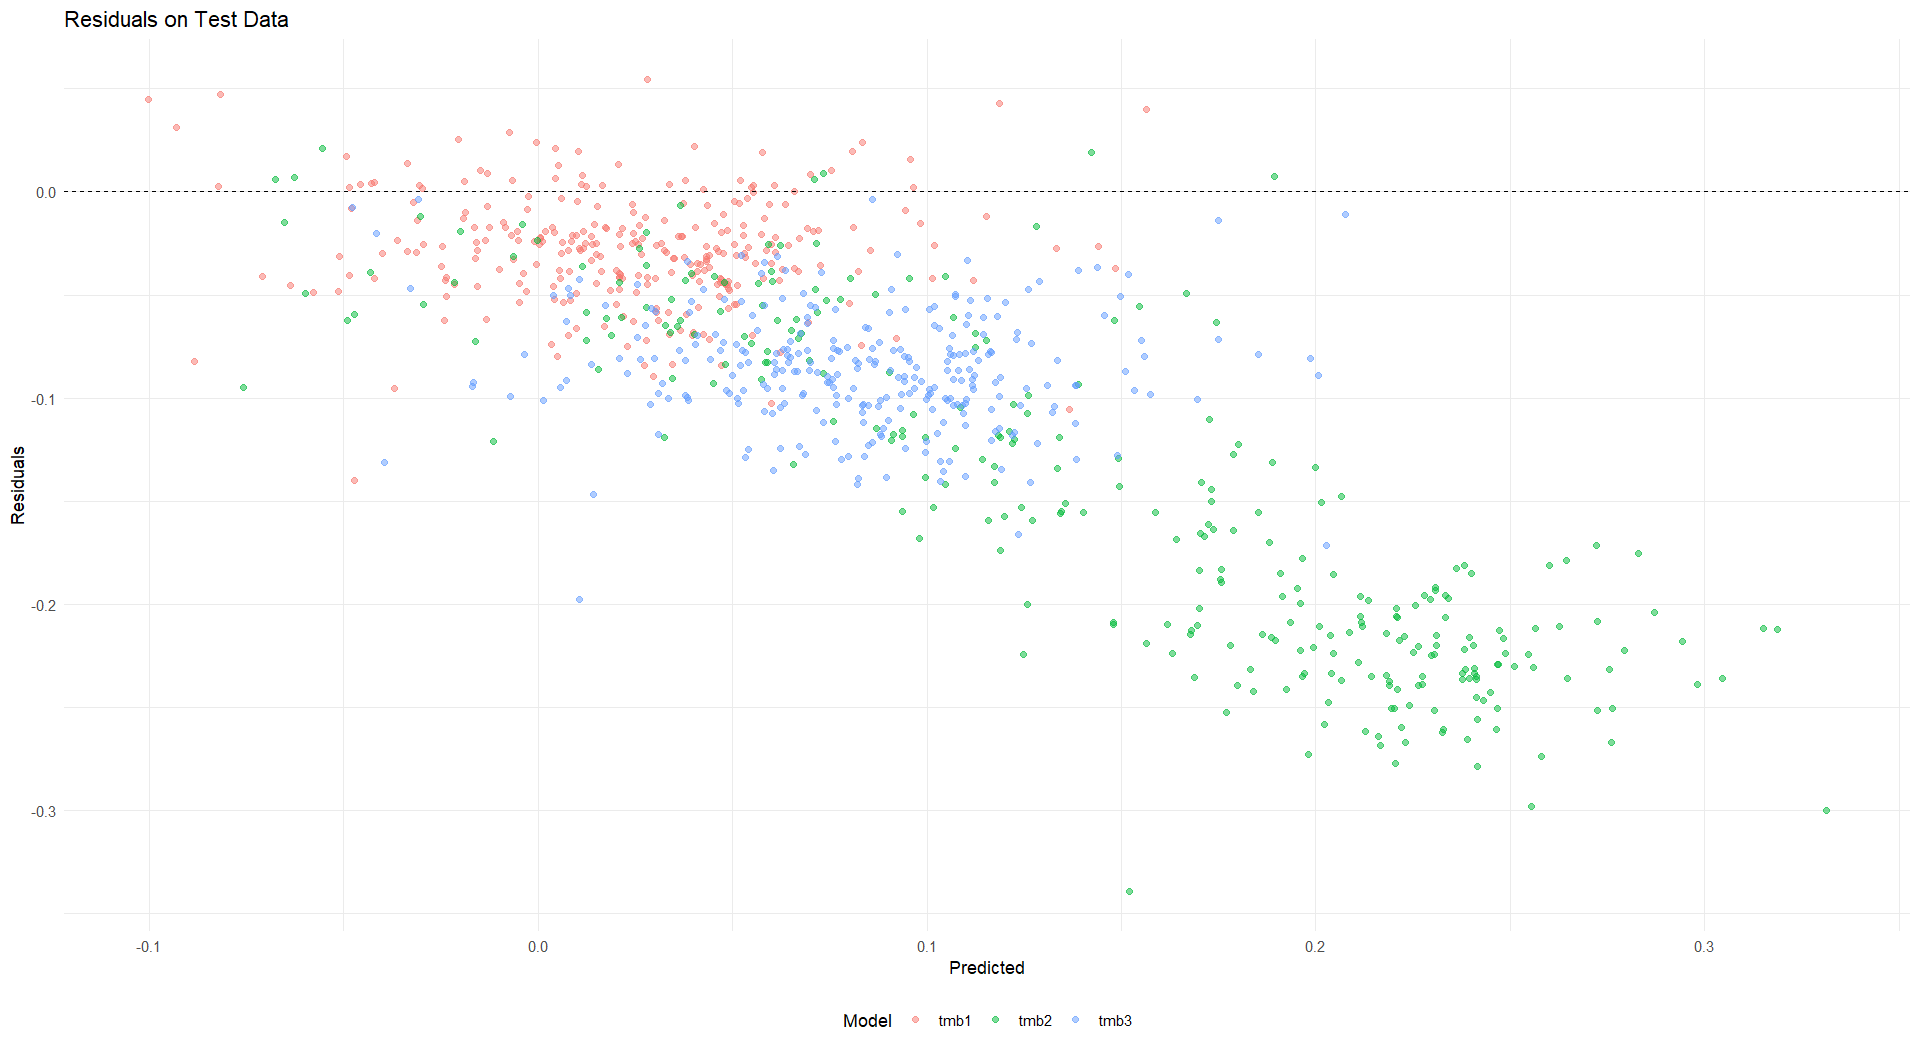 Residuals on Test Data
0.0
-0.1
-0.2
-0.3
Residuals
-0.1 0.0 0.1 0.2 0.3
Predicted
Model tmb1 tmb2 tmb3